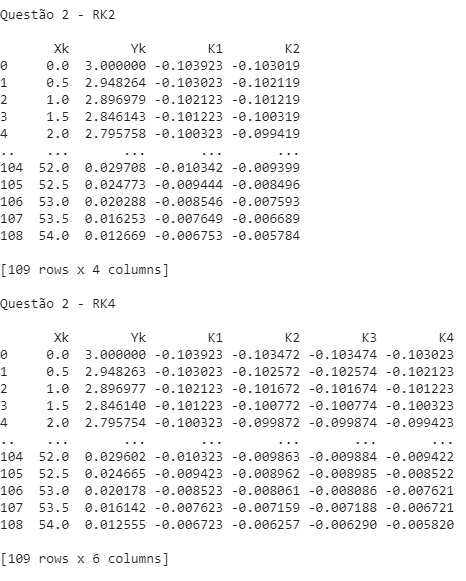 Questão 2 - RK2
Xk Yk K1 K2
0 0.0 3.000000 -0.103923 -0.103019
1 0.5 2.948264 -0.103023 -0.102119
2 1.0 2.896979 -0.102123 -0.101219
3 1.5 2.846143 -0.101223 -0.100319
4 2.0 2.795758 -0.100323 -0.099419
.. ... ... ... ...
104 52.0 0.029708 -0.010342 -0.009399
105 52.5 0.024773 -0.009444 -0.008496
106 53.0 0.020288 -0.008546 -0.007593
107 53.5 0.016253 -0.007649 -0.006689
108 54.0 0.012669 -0.006753 -0.005784
[109 rows x 4 columns]
Questão 2 - RK4
Xk Yk K1 K2 K3 K4
0 0.0 3.000000 -0.103923 -0.103472 -0.103474 -0.103023
1 0.5 2.948263 -0.103023 -0.102572 -0.102574 -0.102123
2 1.0 2.896977 -0.102123 -0.101672 -0.101674 -0.101223
3 1.5 2.846140 -0.101223 -0.100772 -0.100774 -0.100323
4 2.0 2.795754 -0.100323 -0.099872 -0.099874 -0.099423
.. ... ... ... ... ... ...
104 52.0 0.029602 -0.010323 -0.009863 -0.009884 -0.009422
105 52.5 0.024665 -0.009423 -0.008962 -0.008985 -0.008522
106 53.0 0.020178 -0.008523 -0.008061 -0.008086 -0.007621
107 53.5 0.016142 -0.007623 -0.007159 -0.007188 -0.006721
108 54.0 0.012555 -0.006723 -0.006257 -0.006290 -0.005820
[109 rows x 6 columns]